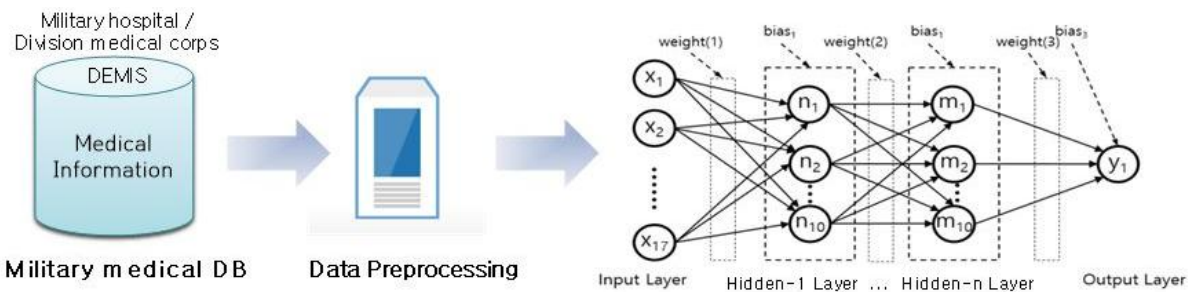 Military hospital /
Division medical corps
DEMIS
Medical
Information
Military medical DB
Data Preprocessing
weight(1)
bias₁
weight(2)
bias₁
weight(3)
bias₃
x₁
x₂
x₁₇
n₁
n₂
n₁₀
m₁
m₂
m₁₀
y₁
Input Layer
Hidden-1 Layer ... Hidden-n Layer
Output Layer